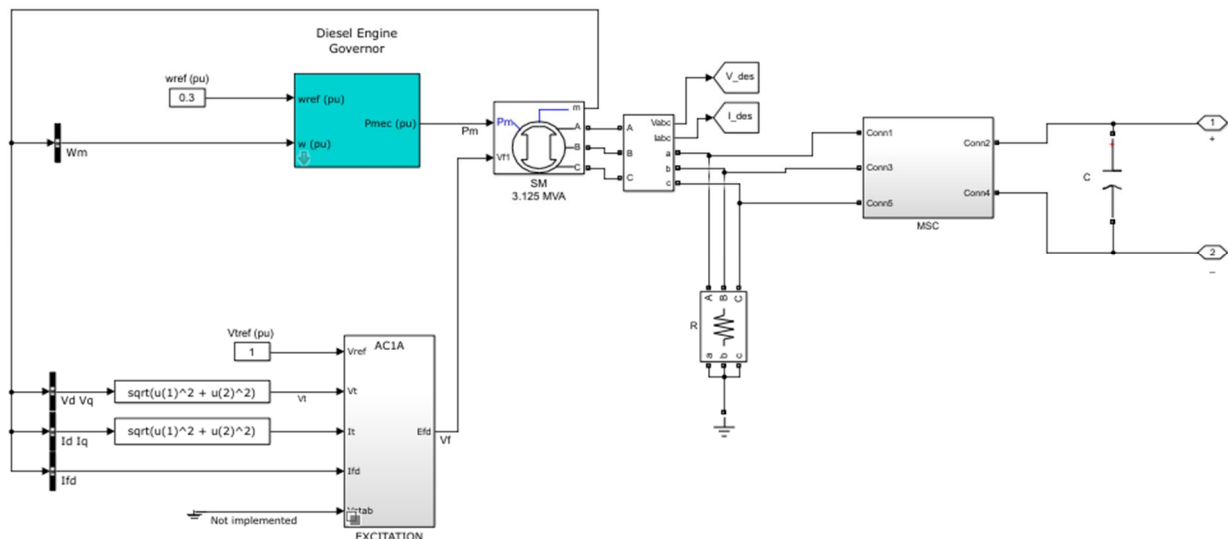 Diesel Engine
Governor
wref (pu)
0.3
wref (pu)
w (pu)
Pmec (pu)
Wm
Pm
Pm
Vf1
m
A
B
C
SM
3.125 MVA
A
B
C
Vabc
Iabc
a
b
c
V_des
I_des
Conn1
Conn3
Conn5
Conn2
Conn4
MSC
C
1
+
2
–
R
A B C
a b c
Vtref (pu)
1
AC1A
Vref
Vt
It
Ifd
Efd
Vf
sqrt(u(1)^2 + u(2)^2)
Vd Vq
Vt
sqrt(u(1)^2 + u(2)^2)
Id Iq
Ifd
Not implemented
EXCITATION